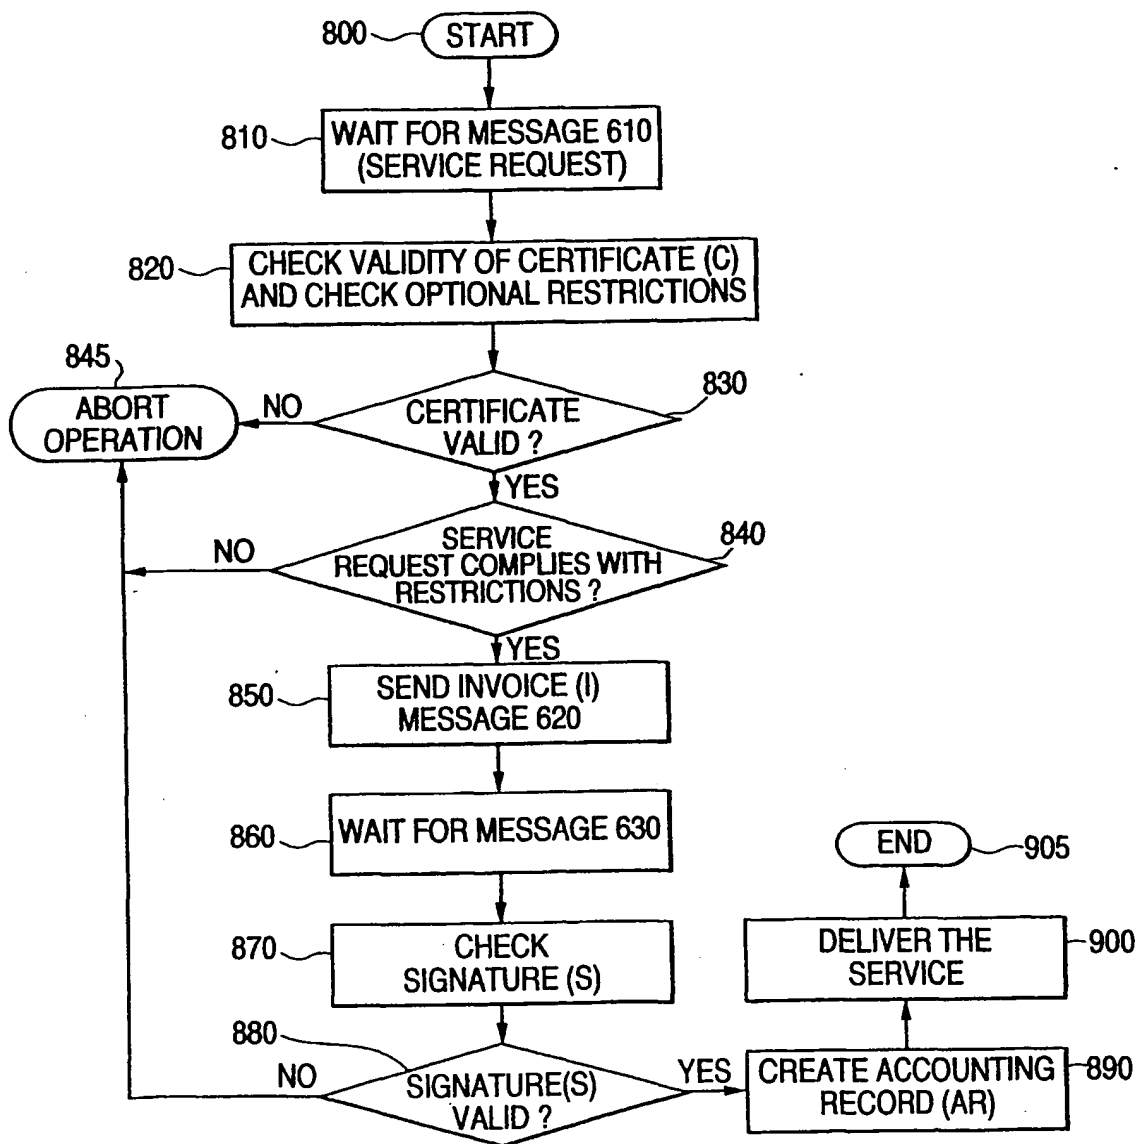 800
START
810
WAIT FOR MESSAGE 610
(SERVICE REQUEST)
820
CHECK VALIDITY OF CERTIFICATE (C)
AND CHECK OPTIONAL RESTRICTIONS
845
ABORT
OPERATION
NO
CERTIFICATE
VALID ?
830
YES
NO
SERVICE
REQUEST COMPLIES WITH
RESTRICTIONS ?
840
YES
850
SEND INVOICE (I)
MESSAGE 620
860
WAIT FOR MESSAGE 630
END
905
870
CHECK
SIGNATURE (S)
DELIVER THE
SERVICE
900
880
NO
SIGNATURE(S)
VALID ?
YES
CREATE ACCOUNTING
RECORD (AR)
890